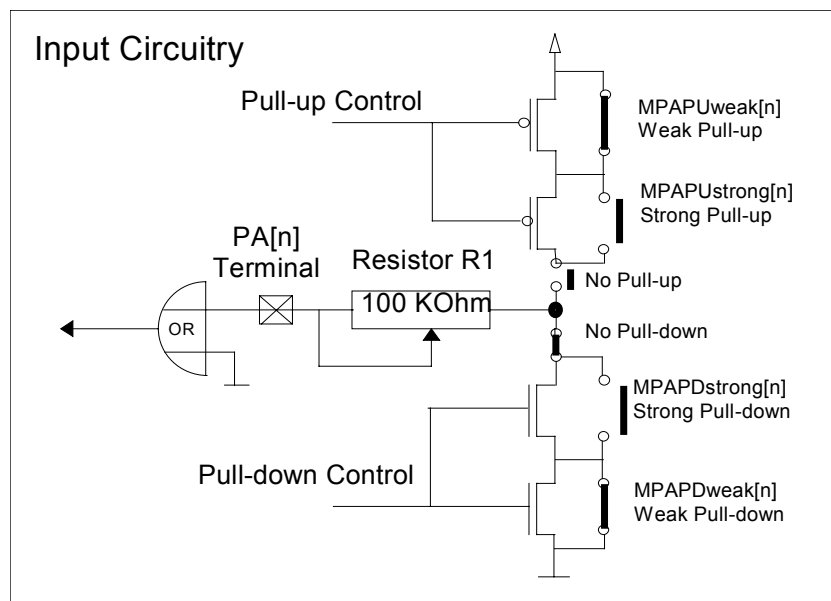 Input Circuitry
Pull-up Control
MPAPUweak[n]
Weak Pull-up
MPAPUstrong[n]
Strong Pull-up
PA[n]
Terminal
Resistor R1
100 KOhm
No Pull-up
OR
No Pull-down
MPAPDstrong[n]
Strong Pull-down
Pull-down Control
MPAPDweak[n]
Weak Pull-down